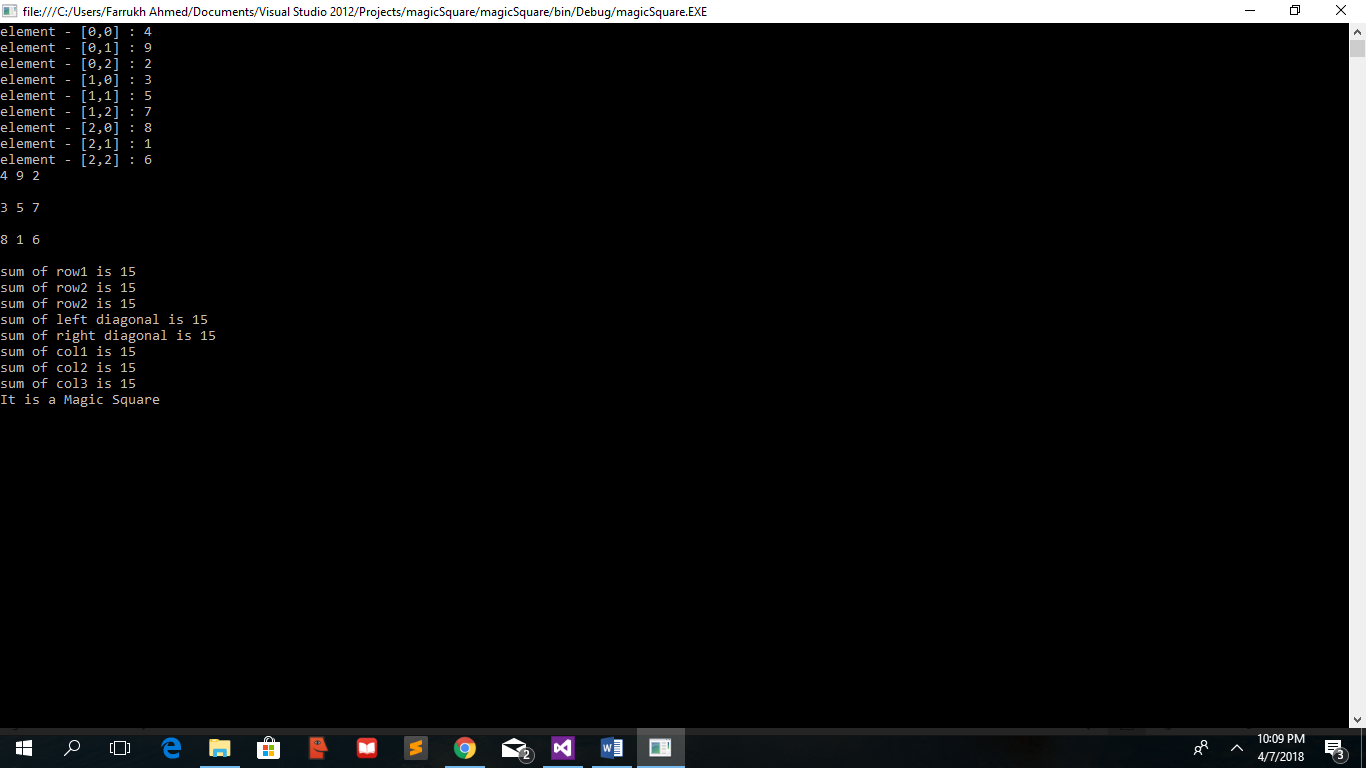 file:///C:/Users/Farrukh Ahmed/Documents/Visual Studio 2012/Projects/magicSquare/magicSquare/bin/Debug/magicSquare.EXE
element - [0,0] : 4
element - [0,1] : 9
element - [0,2] : 2
element - [1,0] : 3
element - [1,1] : 5
element - [1,2] : 7
element - [2,0] : 8
element - [2,1] : 1
element - [2,2] : 6
4 9 2
3 5 7
8 1 6
sum of row1 is 15
sum of row2 is 15
sum of row2 is 15
sum of left diagonal is 15
sum of right diagonal is 15
sum of col1 is 15
sum of col2 is 15
sum of col3 is 15
It is a Magic Square
2
10:09 PM
4/7/2018
3